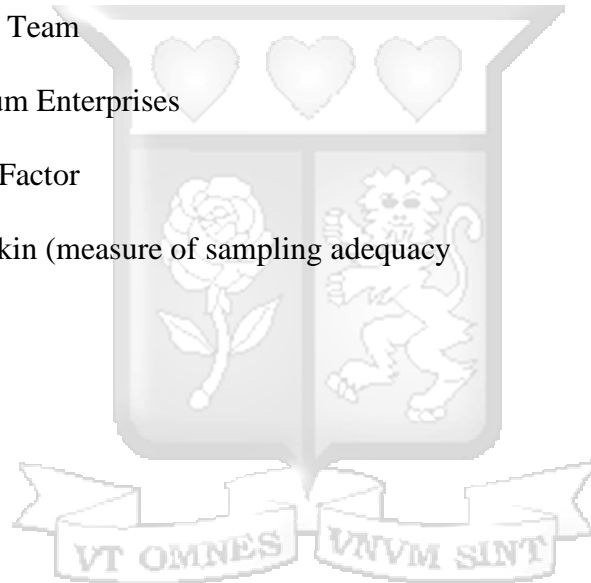 Team
um Enterprises
Factor
kin (measure of sampling adequacy
VT OMNES VNVM SINT